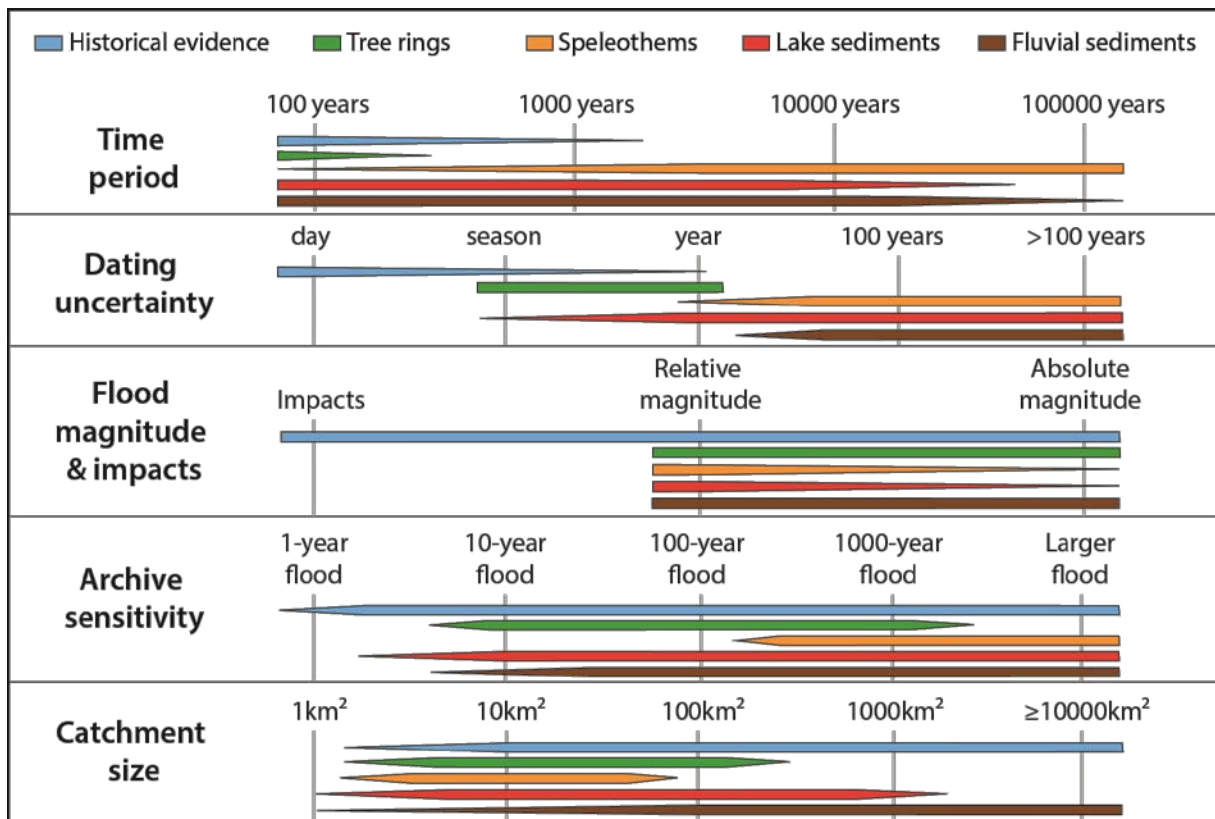 Historical evidence Tree rings Speleothems Lake sediments Fluvial sediments
Time
period
100 years 1000 years 10000 years 100000 years
Dating
uncertainty
day season year 100 years >100 years
Flood
magnitude
& impacts
Impacts
Relative
magnitude
Absolute
magnitude
Archive
sensitivity
1-year
flood
10-year
flood
100-year
flood
1000-year
flood
Larger
flood
Catchment
size
1km² 10km² 100km² 1000km² ≥10000km²